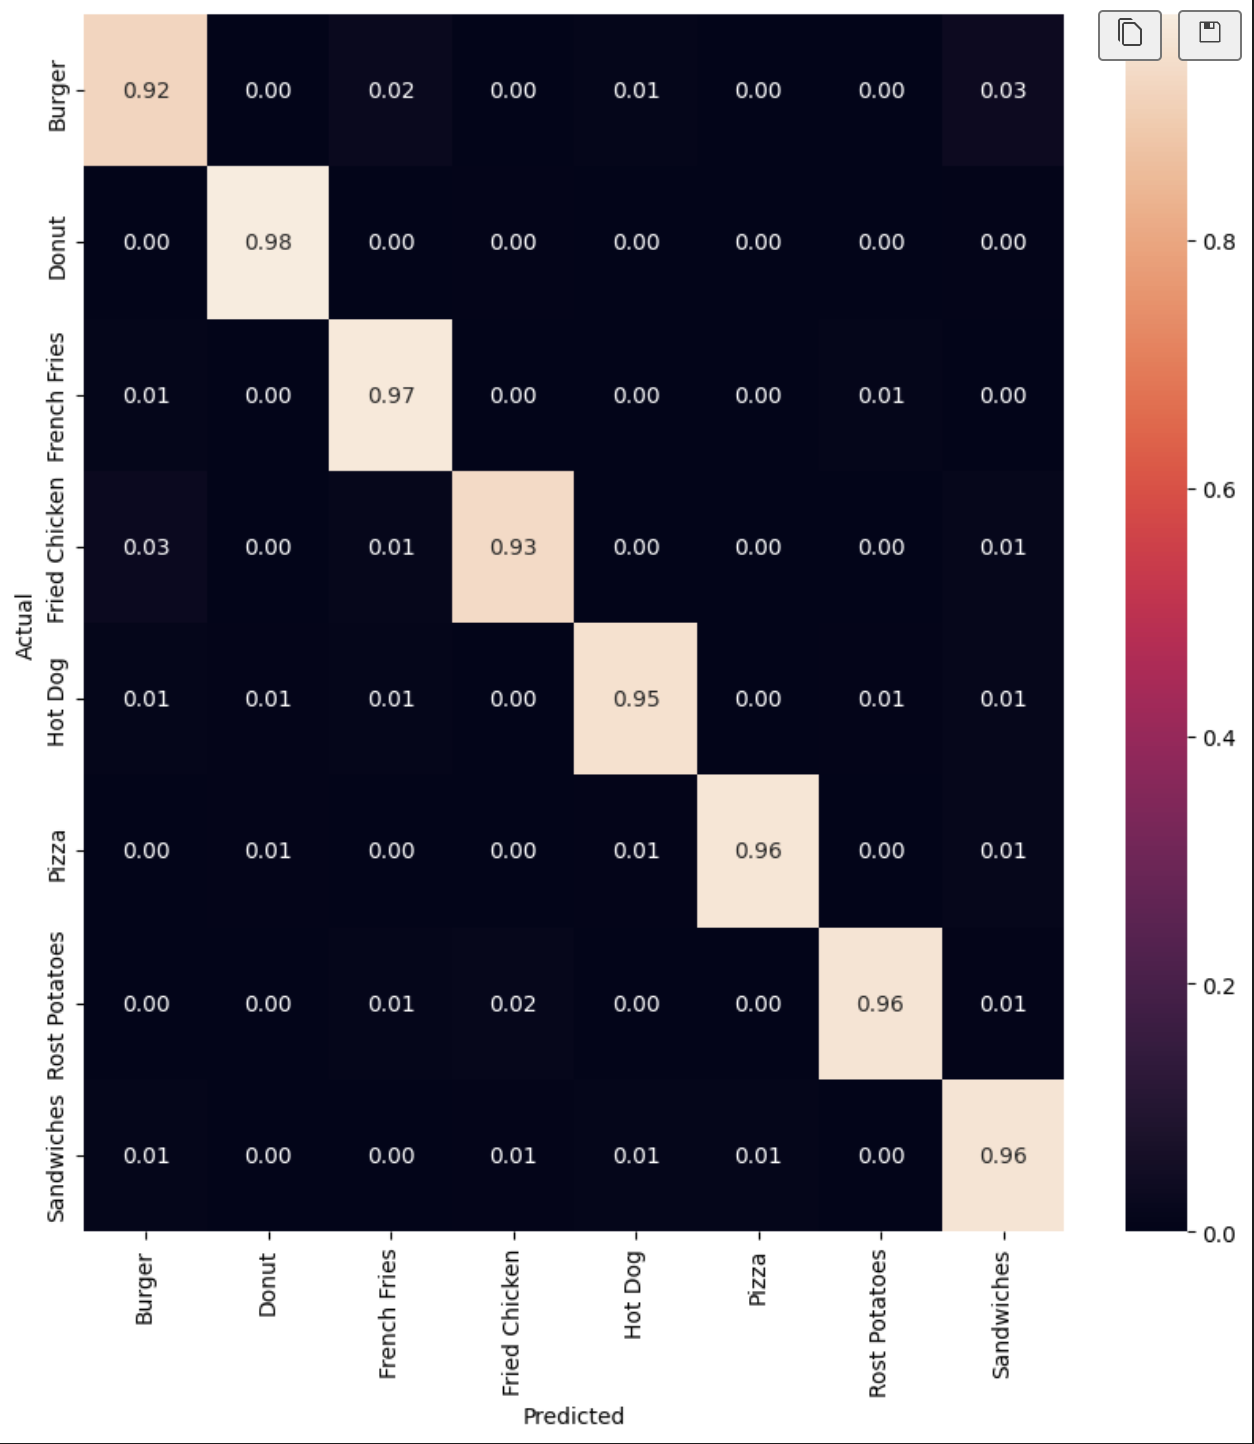 Actual
Burger 0.92 0.00 0.02 0.00 0.01 0.00 0.00 0.03
Donut 0.00 0.98 0.00 0.00 0.00 0.00 0.00 0.00
French Fries 0.01 0.00 0.97 0.00 0.00 0.00 0.01 0.00
Fried Chicken 0.03 0.00 0.01 0.93 0.00 0.00 0.00 0.01
Hot Dog 0.01 0.01 0.01 0.00 0.95 0.00 0.01 0.01
Pizza 0.00 0.01 0.00 0.00 0.01 0.96 0.00 0.01
Rost Potatoes 0.00 0.00 0.01 0.02 0.00 0.00 0.96 0.01
Sandwiches 0.01 0.00 0.00 0.01 0.01 0.01 0.00 0.96
Burger Donut French Fries Fried Chicken Hot Dog Pizza Rost Potatoes Sandwiches
Predicted
0.8
0.6
0.4
0.2
0.0